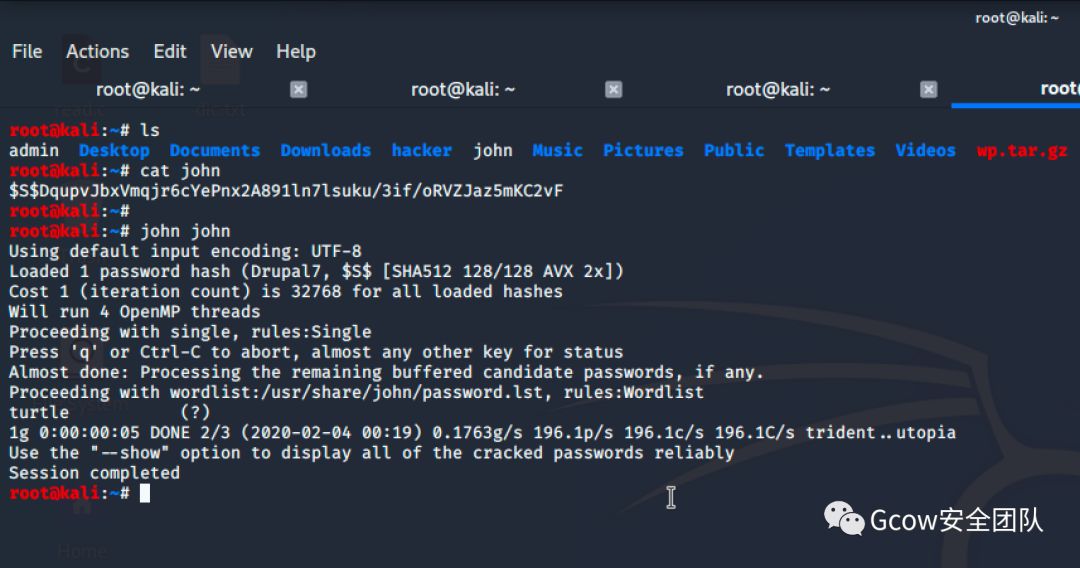 root@kali: ~
File Actions Edit View Help
root@kali: ~ root@kali: ~ root@kali: ~ root@
read.c dic.txt
root@kali:~# ls
admin Desktop Documents Downloads hacker john Music Pictures Public Templates Videos wp.tar.gz
root@kali:~# cat john
$S$DqupvJbxVmqjr6cYePnx2A891ln7lsuku/3if/oRVZJaz5mKC2vF
root@kali:~#
root@kali:~# john john
Using default input encoding: UTF-8
Loaded 1 password hash (Drupal7, $S$ [SHA512 128/128 AVX 2x])
Cost 1 (iteration count) is 32768 for all loaded hashes
Will run 4 OpenMP threads
Proceeding with single, rules:Single
Press 'q' or Ctrl-C to abort, almost any other key for status
Almost done: Processing the remaining buffered candidate passwords, if any.
Proceeding with wordlist:/usr/share/john/password.lst, rules:Wordlist
turtle (?)
1g 0:00:00:05 DONE 2/3 (2020-02-04 00:19) 0.1763g/s 196.1p/s 196.1c/s 196.1C/s trident..utopia
Use the "--show" option to display all of the cracked passwords reliably
Session completed
root@kali:~#
Gcow安全团队
Home